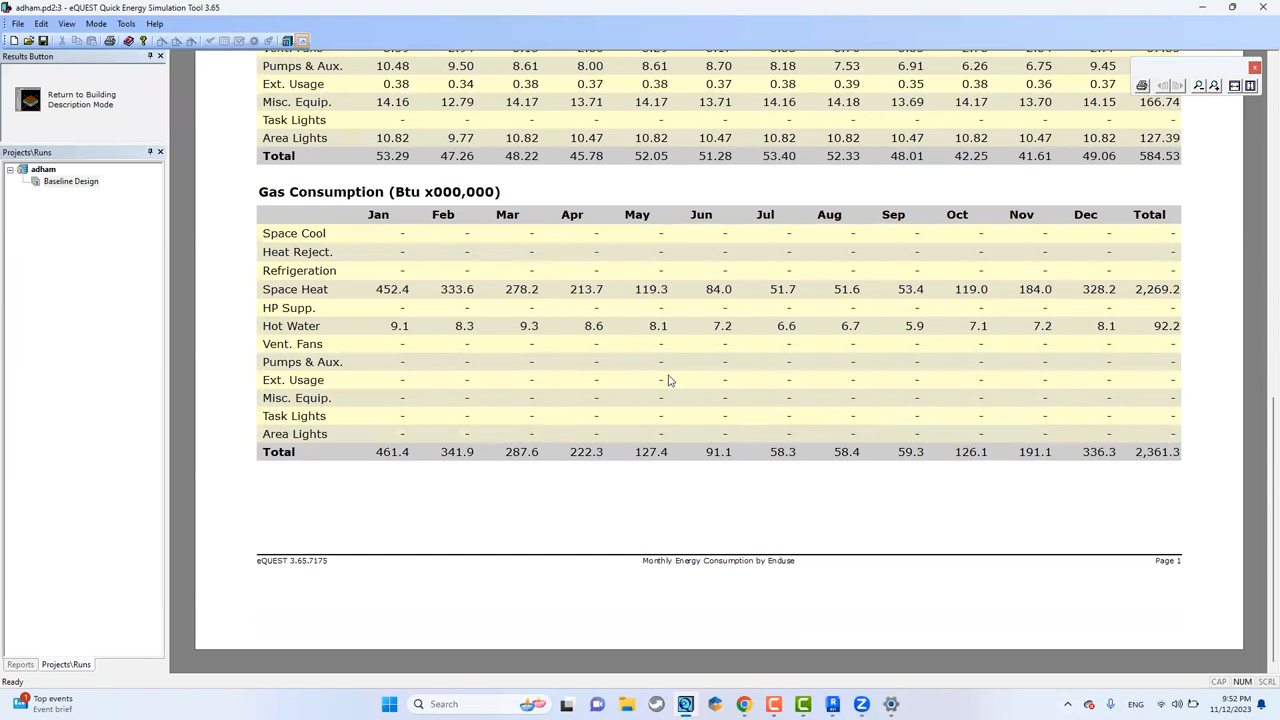 adham.pd2:3 - eQUEST Quick Energy Simulation Tool 3.65
File Edit View Mode Tools Help
Results Button
Return to Building
Description Mode
Projects\Runs
adham
Baseline Design
Pumps & Aux. 10.48 9.50 8.61 8.00 8.61 8.70 8.18 7.53 6.91 6.26 6.75 9.45
Ext. Usage 0.38 0.34 0.38 0.37 0.38 0.37 0.38 0.39 0.35 0.38 0.36 0.37
Misc. Equip. 14.16 12.79 14.17 13.71 14.17 13.71 14.16 14.18 13.69 14.17 13.70 14.15 166.74
Task Lights - - - - - - - - - - - - -
Area Lights 10.82 9.77 10.82 10.47 10.82 10.47 10.82 10.82 10.47 10.82 10.47 10.82 127.39
Total 53.29 47.26 48.22 45.78 52.05 51.28 53.40 52.33 48.01 42.25 41.61 49.06 584.53
Gas Consumption (Btu x000,000)
Jan Feb Mar Apr May Jun Jul Aug Sep Oct Nov Dec Total
Space Cool - - - - - - - - - - - - -
Heat Reject. - - - - - - - - - - - - -
Refrigeration - - - - - - - - - - - - -
Space Heat 452.4 333.6 278.2 213.7 119.3 84.0 51.7 51.6 53.4 119.0 184.0 328.2 2,269.2
HP Supp. - - - - - - - - - - - - -
Hot Water 9.1 8.3 9.3 8.6 8.1 7.2 6.6 6.7 5.9 7.1 7.2 8.1 92.2
Vent. Fans - - - - - - - - - - - - -
Pumps & Aux. - - - - - - - - - - - - -
Ext. Usage - - - - - - - - - - - - -
Misc. Equip. - - - - - - - - - - - - -
Task Lights - - - - - - - - - - - - -
Area Lights - - - - - - - - - - - - -
Total 461.4 341.9 287.6 222.3 127.4 91.1 58.3 58.4 59.3 126.1 191.1 336.3 2,361.3
eQUEST 3.65.7175 Monthly Energy Consumption by Enduse Page 1
Reports Projects\Runs
Ready CAP NUM SCRL
Top events
Event brief
Search
ENG
9:52 PM
11/12/2023